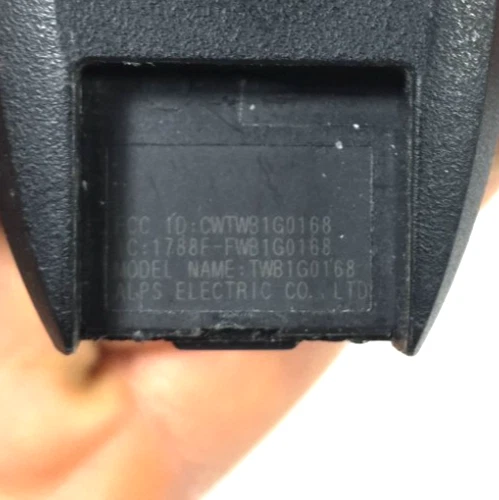 FCC ID:CWTWB1G0168
IC:1788F-FWB1G0168
MODEL NAME:TWB1G0168
ALPS ELECTRIC CO.,LTD